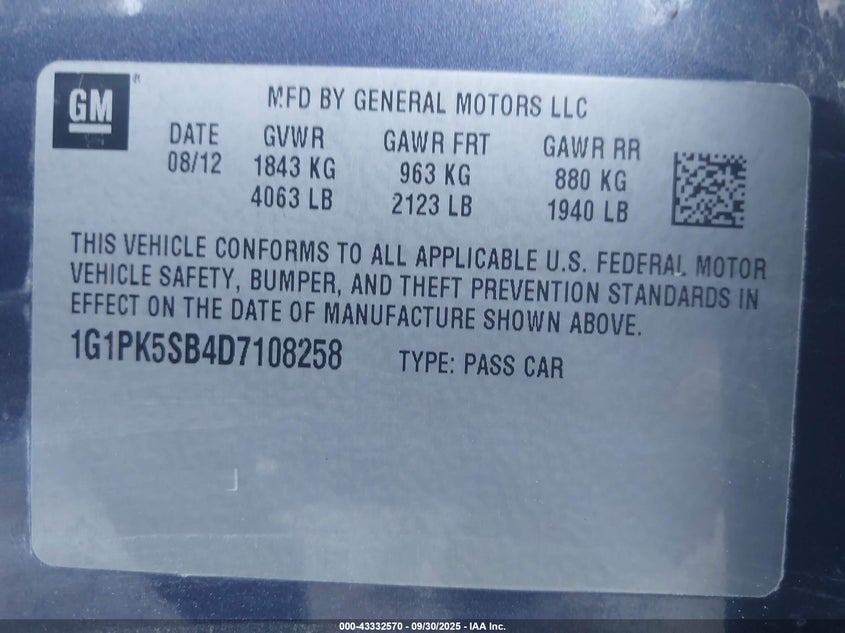 GM
MFD BY GENERAL MOTORS LLC
DATE GVWR GAWR FRT GAWR RR
08/12 1843 KG 963 KG 880 KG
4063 LB 2123 LB 1940 LB
THIS VEHICLE CONFORMS TO ALL APPLICABLE U.S. FEDERAL MOTOR
VEHICLE SAFETY, BUMPER, AND THEFT PREVENTION STANDARDS IN
EFFECT ON THE DATE OF MANUFACTURE SHOWN ABOVE.
1G1PK5SB4D7108258 TYPE: PASS CAR
000-43332570 - 09/30/2025 - IAA Inc.